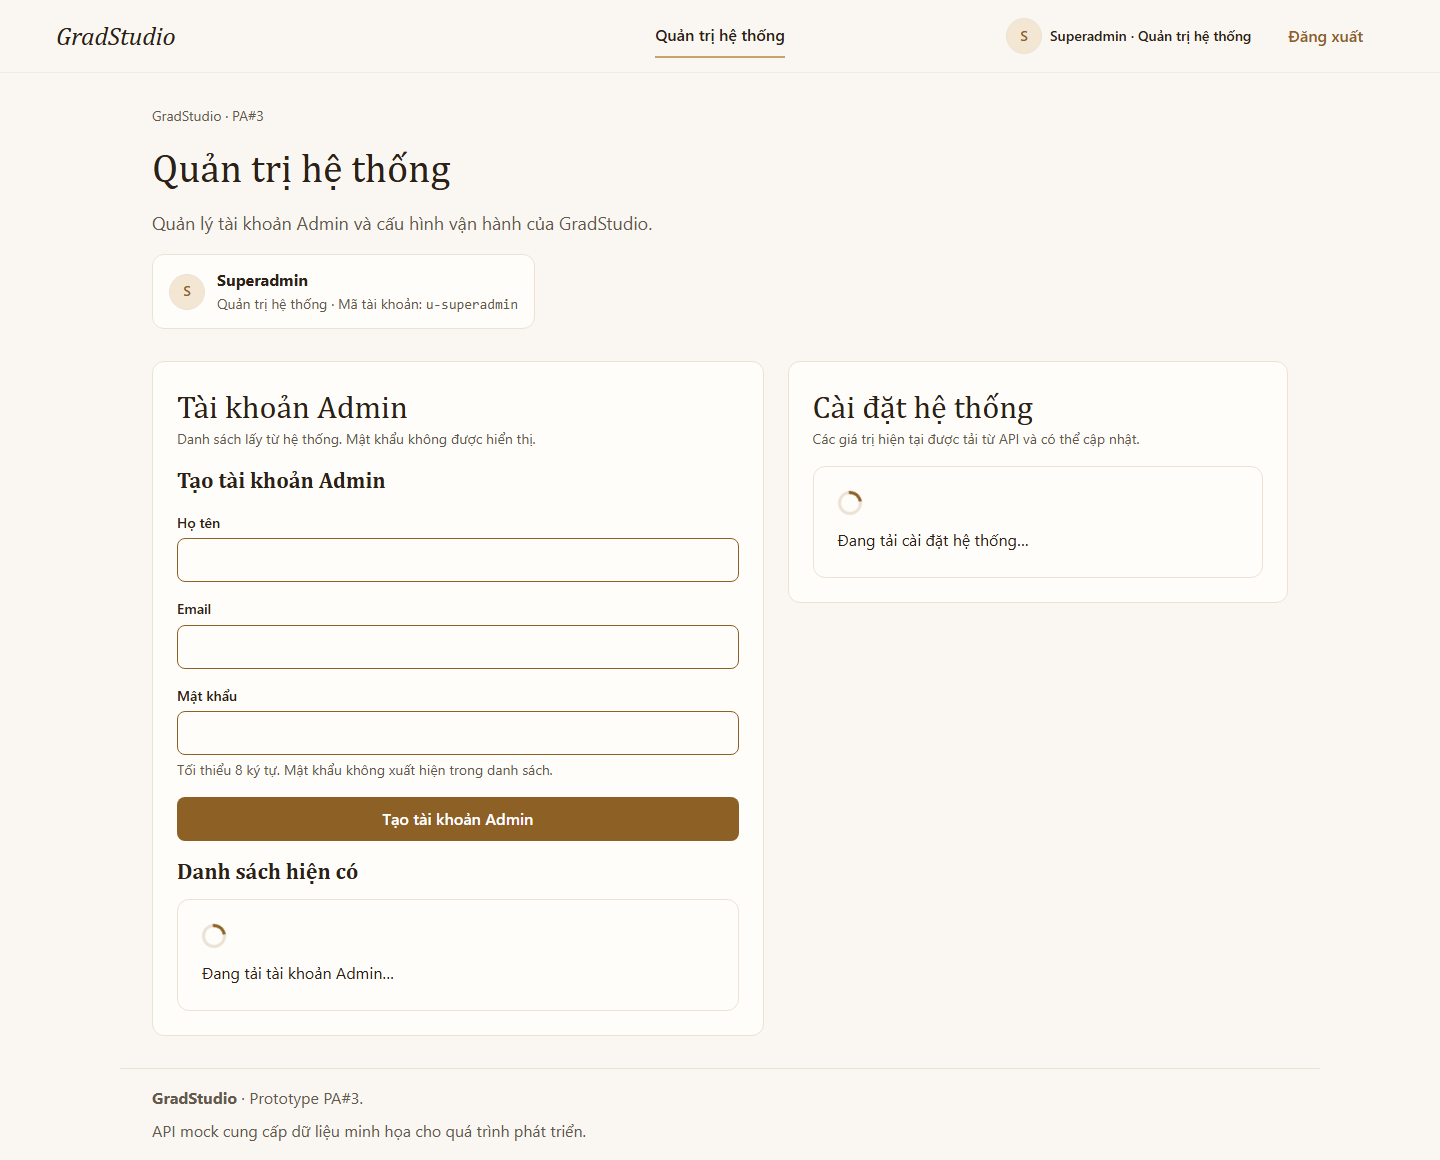 GradStudio
Quản trị hệ thống
S
Superadmin · Quản trị hệ thống
Đăng xuất
GradStudio · PA#3
Quản trị hệ thống
Quản lý tài khoản Admin và cấu hình vận hành của GradStudio.
S
Superadmin
Quản trị hệ thống · Mã tài khoản: u-superadmin
Tài khoản Admin
Danh sách lấy từ hệ thống. Mật khẩu không được hiển thị.
Tạo tài khoản Admin
Họ tên
Email
Mật khẩu
Tối thiểu 8 ký tự. Mật khẩu không xuất hiện trong danh sách.
Tạo tài khoản Admin
Danh sách hiện có
Đang tải tài khoản Admin...
Cài đặt hệ thống
Các giá trị hiện tại được tải từ API và có thể cập nhật.
Đang tải cài đặt hệ thống...
GradStudio · Prototype PA#3.
API mock cung cấp dữ liệu minh họa cho quá trình phát triển.